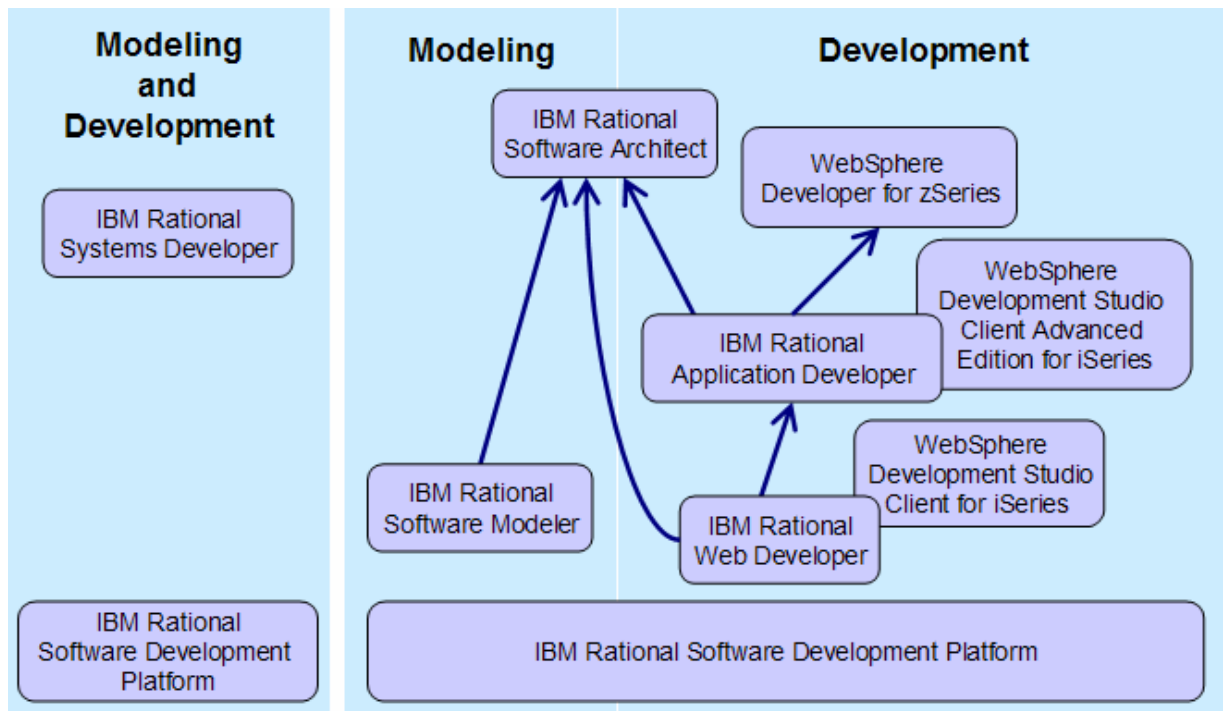 Modeling
and
Development
IBM Rational
Systems Developer
IBM Rational
Software Development
Platform
Modeling
Development
IBM Rational
Software Architect
WebSphere
Developer for zSeries
WebSphere
Development Studio
Client Advanced
Edition for iSeries
IBM Rational
Application Developer
WebSphere
Development Studio
Client for iSeries
IBM Rational
Software Modeler
IBM Rational
Web Developer
IBM Rational Software Development Platform